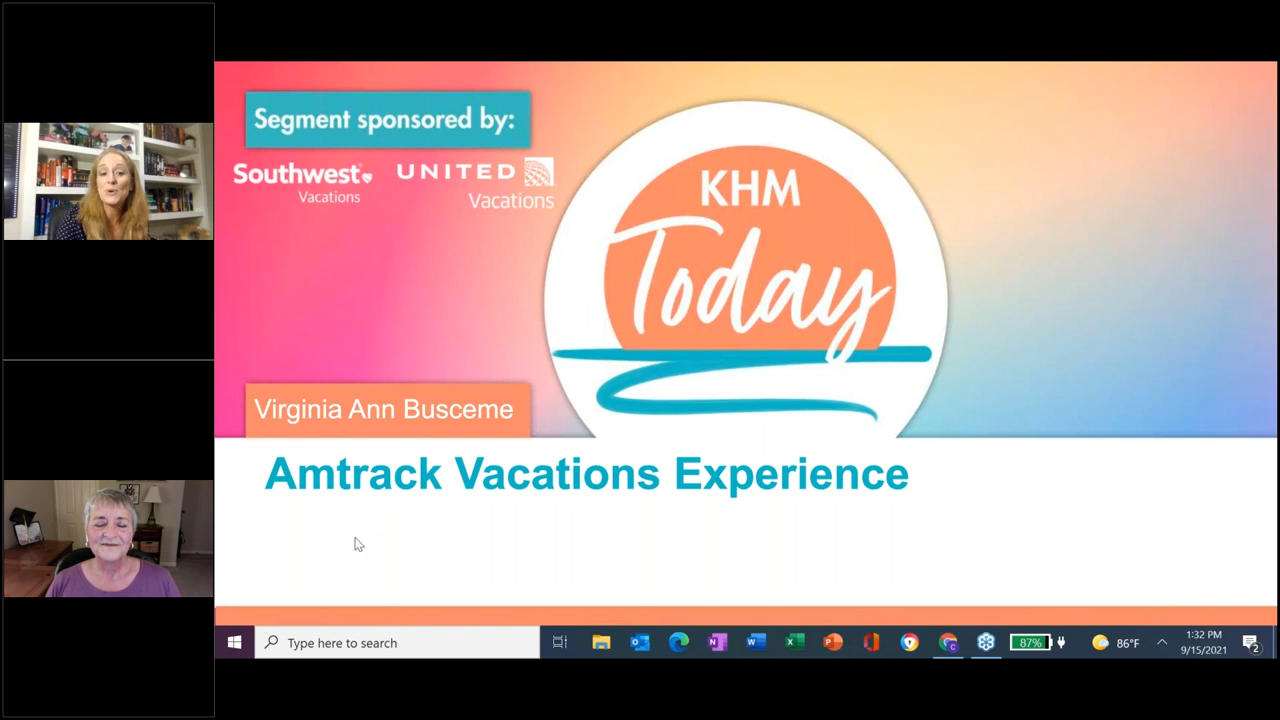 Segment sponsored by:
Southwest
Vacations
UNITED
Vacations
KHM
Today
Virginia Ann Busceme
Amtrack Vacations Experience
Type here to search
87%
86°F
1:32 PM
9/15/2021
2